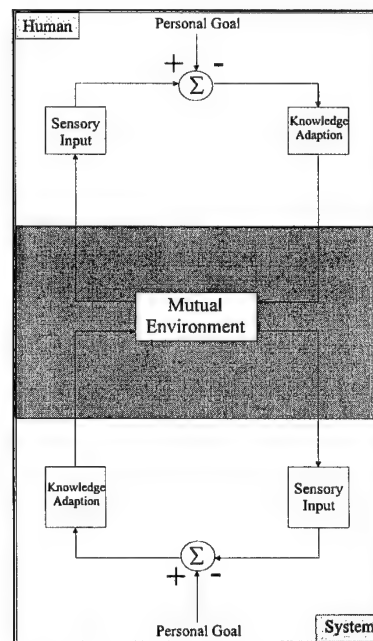 Human
Personal Goal
+ -
Σ
Sensory
Input
Knowledge
Adaption
Mutual
Environment
Knowledge
Adaption
Sensory
Input
Σ
+ -
Personal Goal
System